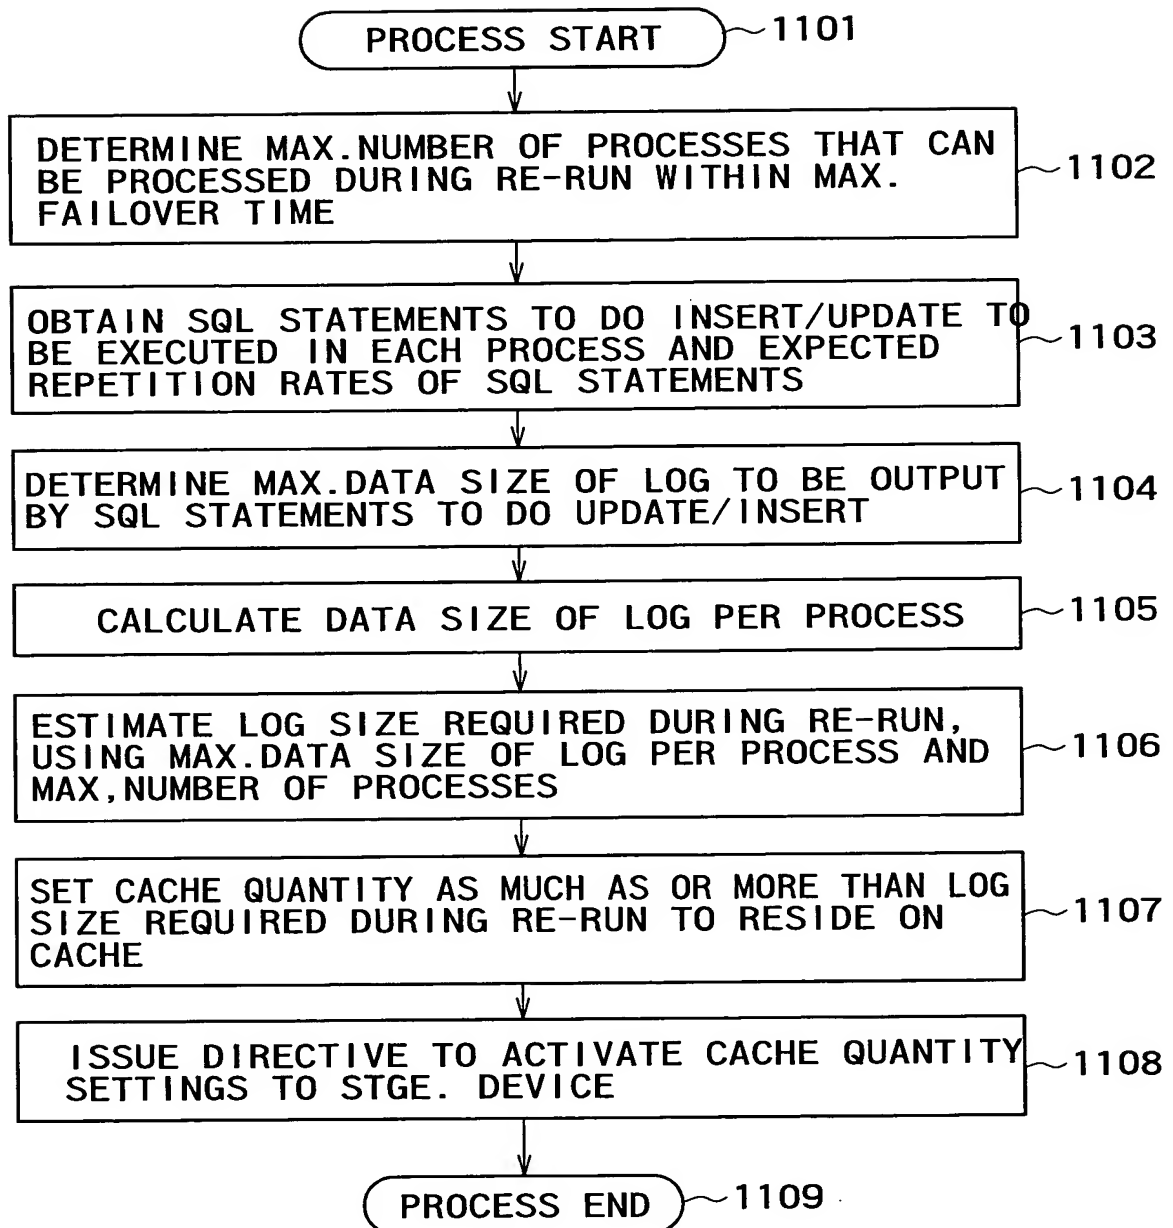 PROCESS START
1101
DETERMINE MAX.NUMBER OF PROCESSES THAT CAN
BE PROCESSED DURING RE-RUN WITHIN MAX.
FAILOVER TIME
1102
OBTAIN SQL STATEMENTS TO DO INSERT/UPDATE TO
BE EXECUTED IN EACH PROCESS AND EXPECTED
REPETITION RATES OF SQL STATEMENTS
1103
DETERMINE MAX.DATA SIZE OF LOG TO BE OUTPUT
BY SQL STATEMENTS TO DO UPDATE/INSERT
1104
CALCULATE DATA SIZE OF LOG PER PROCESS
1105
ESTIMATE LOG SIZE REQUIRED DURING RE-RUN,
USING MAX.DATA SIZE OF LOG PER PROCESS AND
MAX,NUMBER OF PROCESSES
1106
SET CACHE QUANTITY AS MUCH AS OR MORE THAN LOG
SIZE REQUIRED DURING RE-RUN TO RESIDE ON
CACHE
1107
ISSUE DIRECTIVE TO ACTIVATE CACHE QUANTITY
SETTINGS TO STGE. DEVICE
1108
PROCESS END
1109